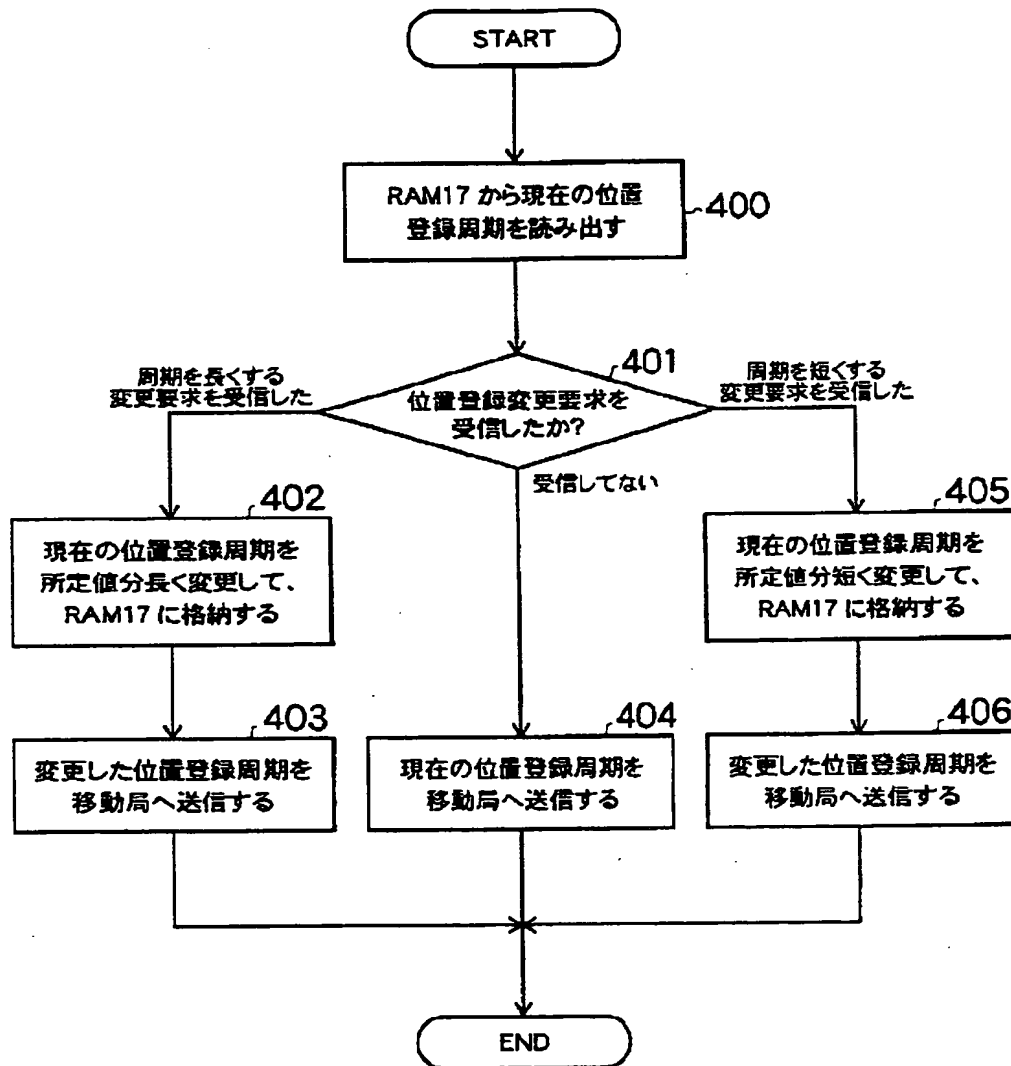 START
RAM17 から現在の位置
登録周期を読み出す
400
401
周期を長くする
変更要求を受信した
位置登録変更要求を
受信したか?
周期を短くする
変更要求を受信した
受信してない
402
現在の位置登録周期を
所定値分長く変更して、
RAM17 に格納する
405
現在の位置登録周期を
所定値分短く変更して、
RAM17 に格納する
403
変更した位置登録周期を
移動局へ送信する
404
現在の位置登録周期を
移動局へ送信する
406
変更した位置登録周期を
移動局へ送信する
END